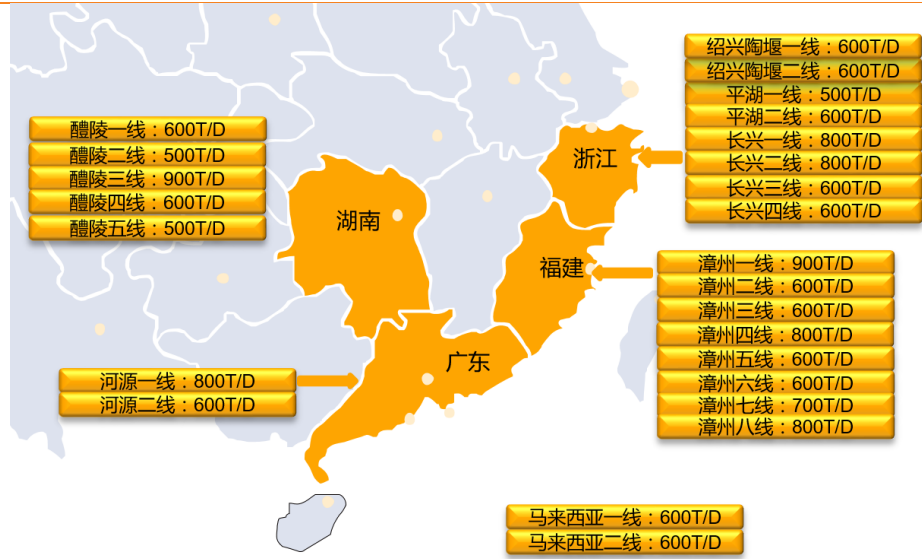 绍兴陶堰一线：600T/D
绍兴陶堰二线：600T/D
平湖一线：500T/D
平湖二线：600T/D
长兴一线：800T/D
长兴二线：800T/D
长兴三线：600T/D
长兴四线：600T/D
浙江
醴陵一线：600T/D
醴陵二线：500T/D
醴陵三线：900T/D
醴陵四线：600T/D
醴陵五线：500T/D
湖南
福建
漳州一线：900T/D
漳州二线：600T/D
漳州三线：600T/D
漳州四线：800T/D
漳州五线：600T/D
漳州六线：600T/D
漳州七线：700T/D
漳州八线：800T/D
广东
河源一线：800T/D
河源二线：600T/D
马来西亚一线：600T/D
马来西亚二线：600T/D